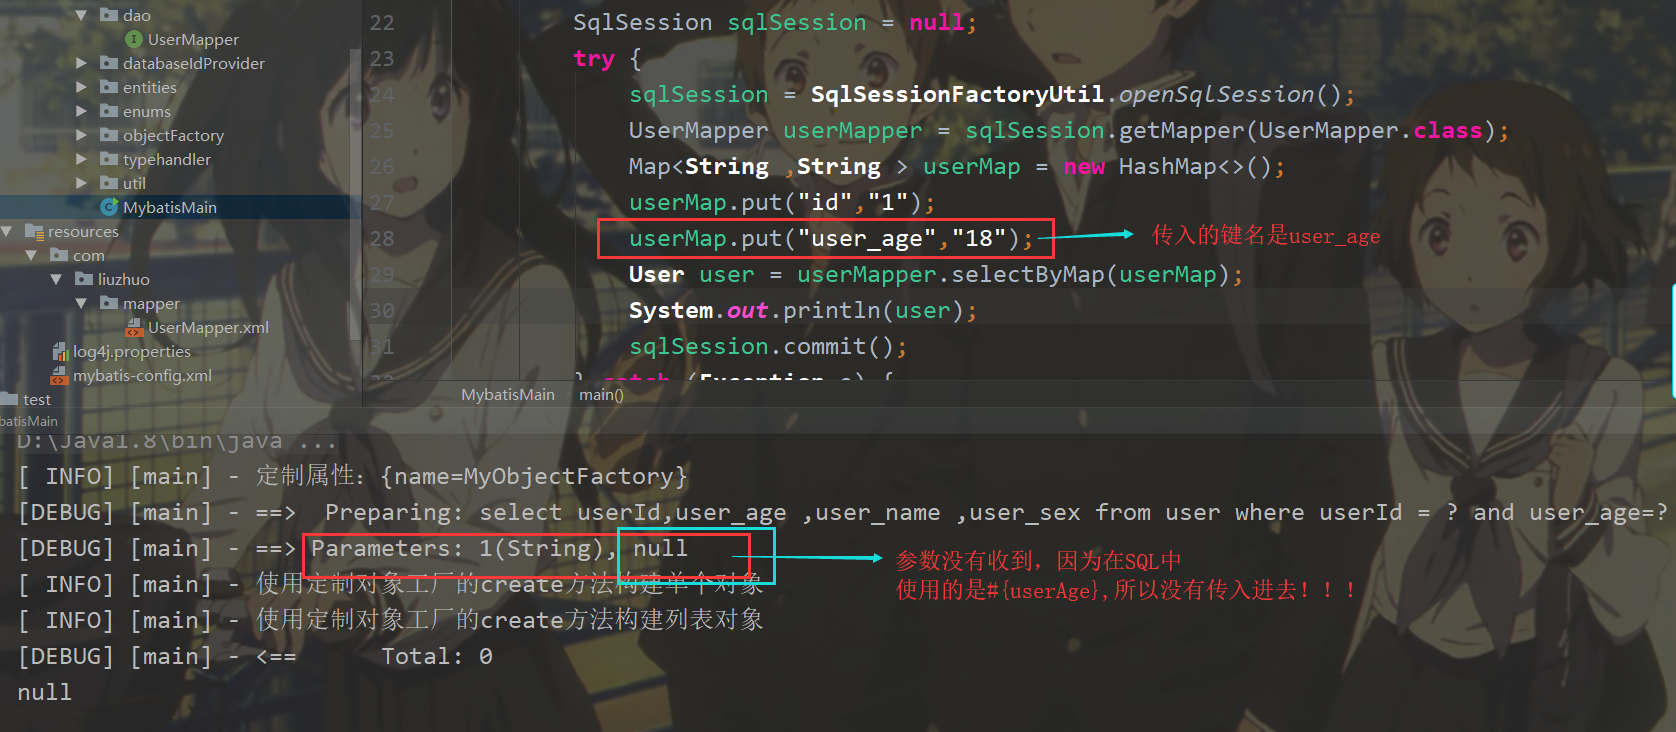 dao
UserMapper
databaseIdProvider
entities
enums
objectFactory
typehandler
util
MybatisMain
resources
com
liuzhuo
mapper
UserMapper.xml
log4j.properties
mybatis-config.xml
test
batisMain
22 SqlSession sqlSession = null;
23 try {
24 sqlSession = SqlSessionFactoryUtil.openSqlSession();
25 UserMapper userMapper = sqlSession.getMapper(UserMapper.class);
26 Map<String ,String > userMap = new HashMap<>();
27 userMap.put("id","1");
28 userMap.put("user_age","18"); 传入的键名是user_age
29 User user = userMapper.selectByMap(userMap);
30 System.out.println(user);
31 sqlSession.commit();
} catch (Exception e) {
MybatisMain main()
D:\Java1.8\bin\java ...
[ INFO] [main] - 定制属性: {name=MyObjectFactory}
[DEBUG] [main] - ==>  Preparing: select userId,user_age ,user_name ,user_sex from user where userId = ? and user_age=?
[DEBUG] [main] - ==> Parameters: 1(String), null
参数没有收到，因为在SQL中
使用的是#{userAge},所以没有传入进去！！！
[ INFO] [main] - 使用定制对象工厂的create方法构建单个对象
[ INFO] [main] - 使用定制对象工厂的create方法构建列表对象
[DEBUG] [main] - <==      Total: 0
null